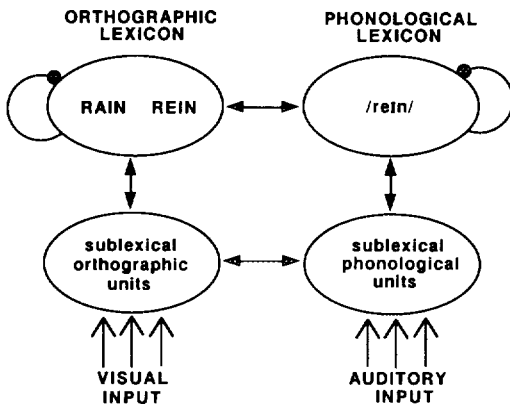 ORTHOGRAPHIC
LEXICON
PHONOLOGICAL
LEXICON
RAIN REIN
/reIn/
sublexical
orthographic
units
sublexical
phonological
units
VISUAL
INPUT
AUDITORY
INPUT